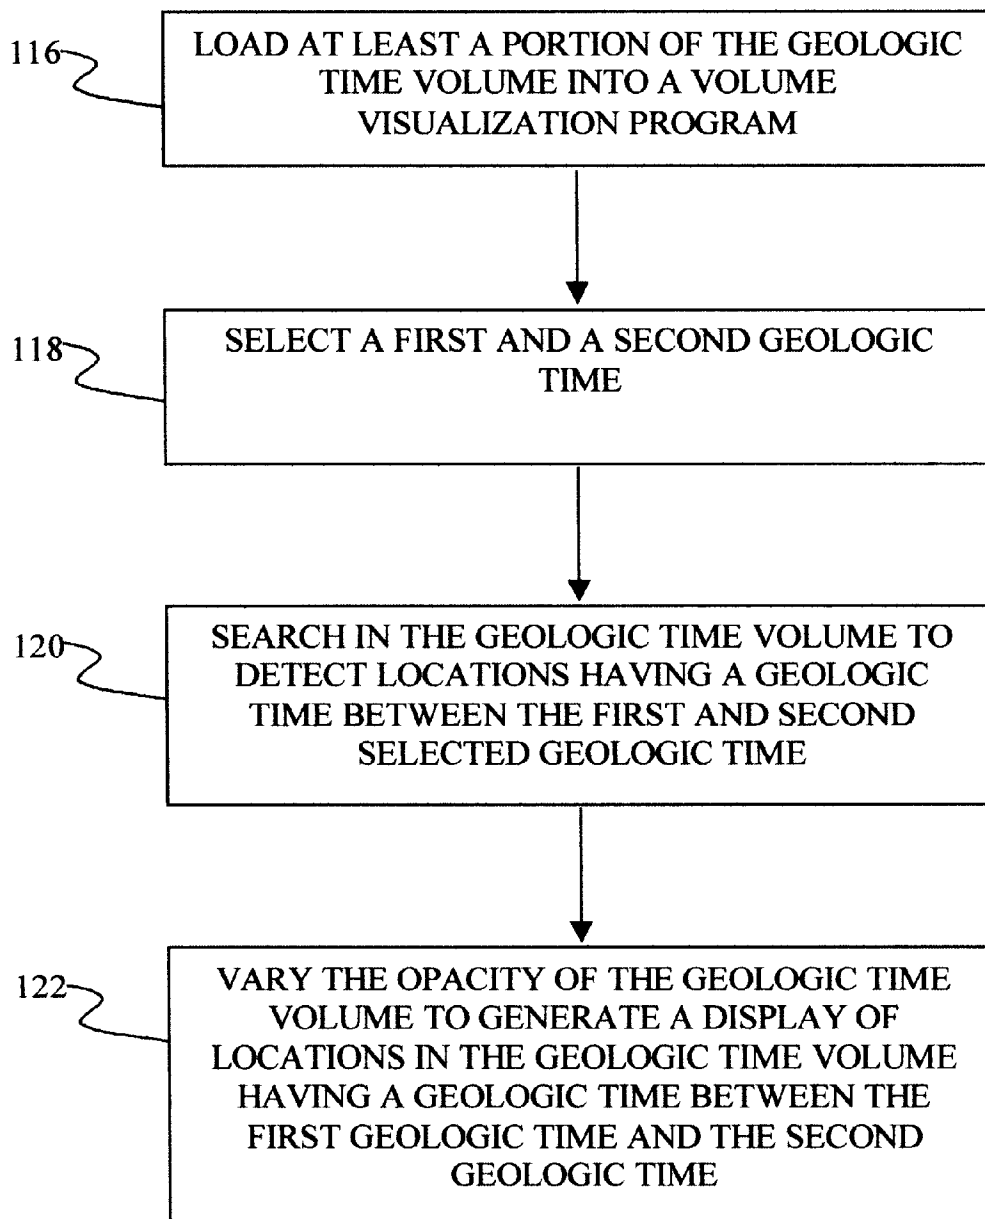 116
LOAD AT LEAST A PORTION OF THE GEOLOGIC
TIME VOLUME INTO A VOLUME
VISUALIZATION PROGRAM
118
SELECT A FIRST AND A SECOND GEOLOGIC
TIME
120
SEARCH IN THE GEOLOGIC TIME VOLUME TO
DETECT LOCATIONS HAVING A GEOLOGIC
TIME BETWEEN THE FIRST AND SECOND
SELECTED GEOLOGIC TIME
122
VARY THE OPACITY OF THE GEOLOGIC TIME
VOLUME TO GENERATE A DISPLAY OF
LOCATIONS IN THE GEOLOGIC TIME VOLUME
HAVING A GEOLOGIC TIME BETWEEN THE
FIRST GEOLOGIC TIME AND THE SECOND
GEOLOGIC TIME